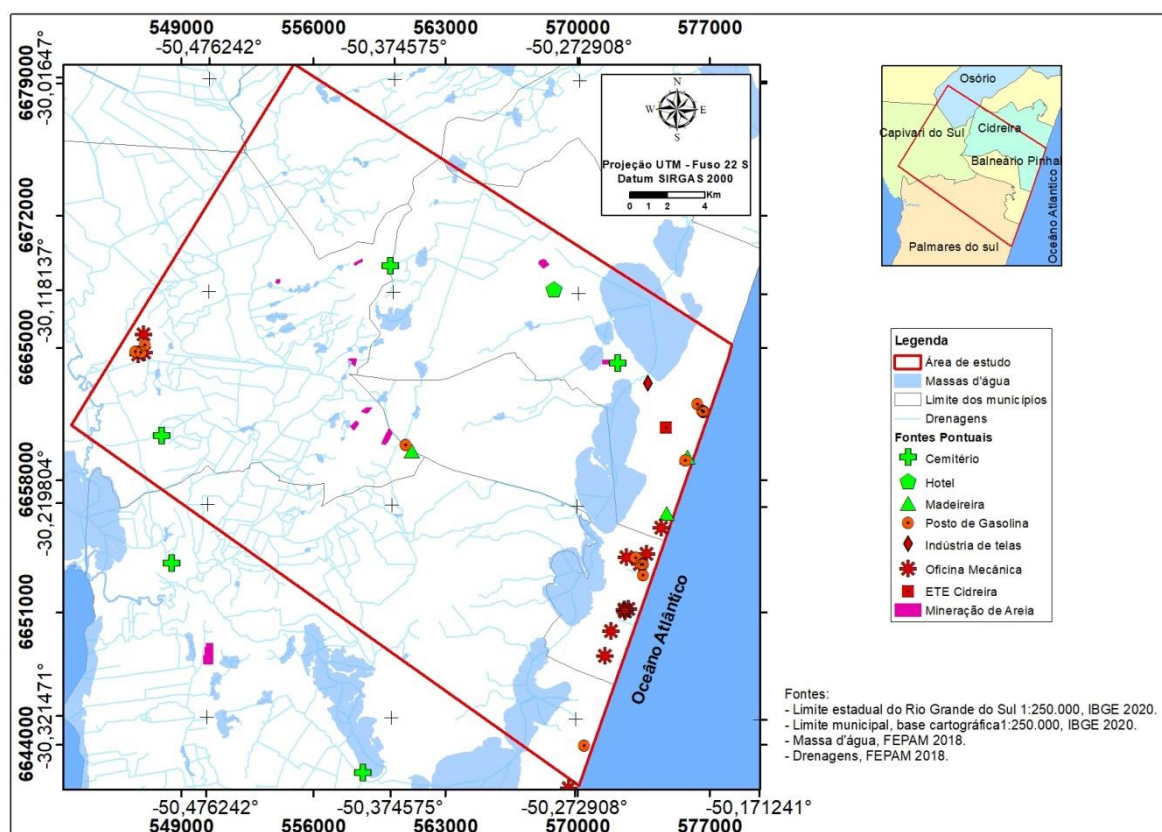 549000 556000 563000 570000 577000
-50,476242° -50,374575° -50,272908°
6679000
-30,01647°
6672000
-30,118137°
6665000
6658000
-30,219804°
6651000
-30,321471°
6644000
N
W E
S
Projeção UTM - Fuso 22 S
Datum SIRGAS 2000
0 1 2 4
Km
Oceâno Atlântico
-50,476242° -50,374575° -50,272908° -50,171241°
549000 556000 563000 570000 577000
Osório
Capivari do Sul
Cidreira
Balneário Pinhal
Palmares do sul
Oceâno Atlantico
Legenda
Área de estudo
Massas d'água
Limite dos municípios
Drenagens
Fontes Pontuais
Cemitério
Hotel
Madeireira
Posto de Gasolina
Indústria de telas
Oficina Mecânica
ETE Cidreira
Mineração de Areia
Fontes:
- Limite estadual do Rio Grande do Sul 1:250.000, IBGE 2020.
- Limite municipal, base cartográfica1:250.000, IBGE 2020.
- Massa d'água, FEPAM 2018.
- Drenagens, FEPAM 2018.